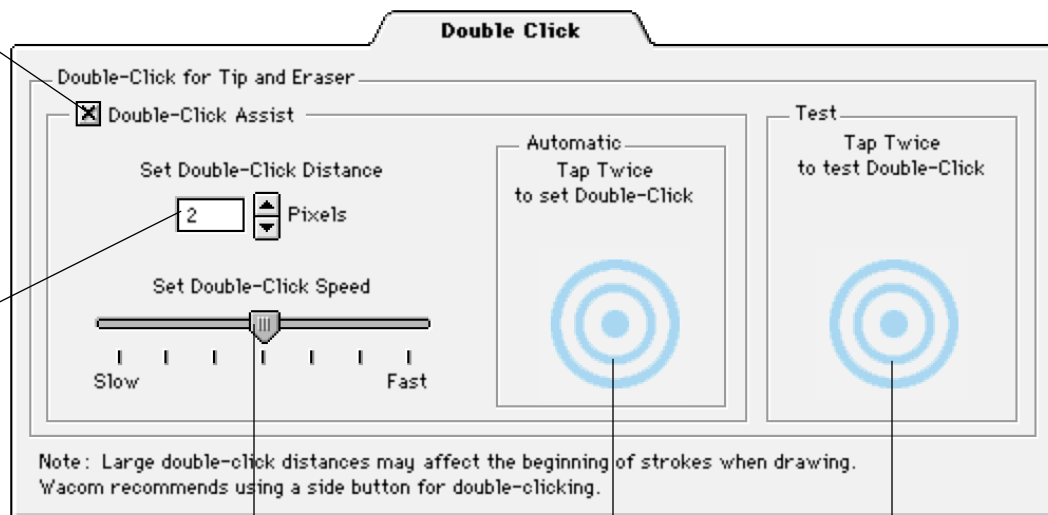 Double Click
Double-Click for Tip and Eraser
Double-Click Assist
Set Double-Click Distance
2
Pixels
Set Double-Click Speed
Slow
Fast
Automatic
Tap Twice
to set Double-Click
Test
Tap Twice
to test Double-Click
Note: Large double-click distances may affect the beginning of strokes when drawing.
Wacom recommends using a side button for double-clicking.